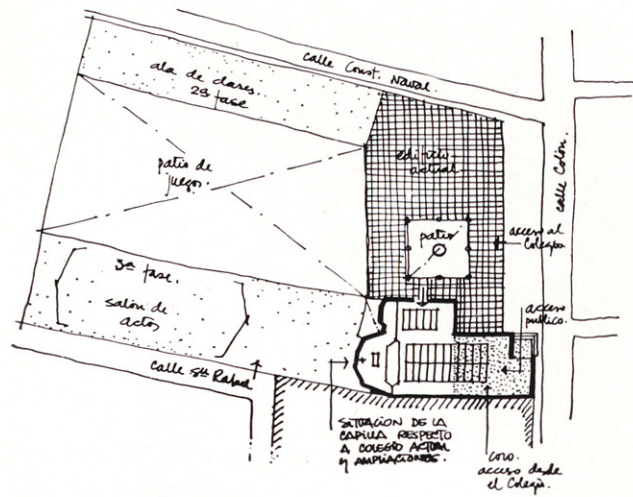 calle Const. Naval.
ala de clases.
2ª fase
patio de
juegos.
edificio
actual
calle Colón.
patio
acceso al
Colegio
3ª fase.
salón de
actos
acceso
publico.
calle Sn Rafael
SITUACION DE LA
CAPILLA RESPECTO
A COLEGIO ACTUAL
Y AMPLIACIONES.
coro.
acceso desde
el Colegio.